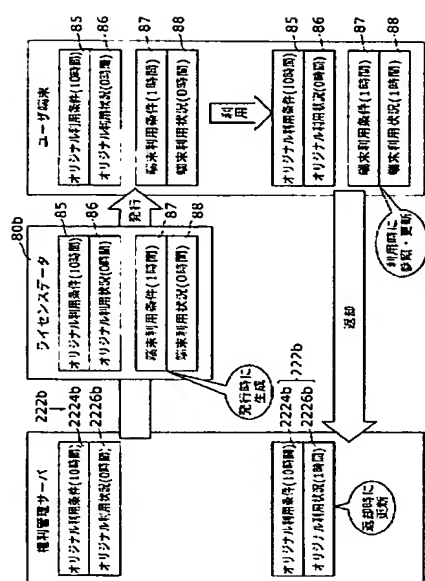 権利管理サーバ
222b
2224b
オリジナル利用条件(10時間)
2226b
オリジナル利用状況(0時間)
80b
ライセンスデータ
85
オリジナル利用条件(10時間)
86
オリジナル利用状況(0時間)
87
端末利用条件(1時間)
88
端末利用状況(0時間)
発行時に
生成
発行
ユーザ端末
85
オリジナル利用条件(10時間)
86
オリジナル利用状況(0時間)
87
端末利用条件(1時間)
88
端末利用状況(0時間)
利用
85
オリジナル利用条件(10時間)
86
オリジナル利用状況(0時間)
87
端末利用条件(1時間)
88
端末利用状況(1時間)
利用時に
参照・更新
返却
222b
2224b
オリジナル利用条件(10時間)
2226b
オリジナル利用状況(1時間)
返却時に
更新